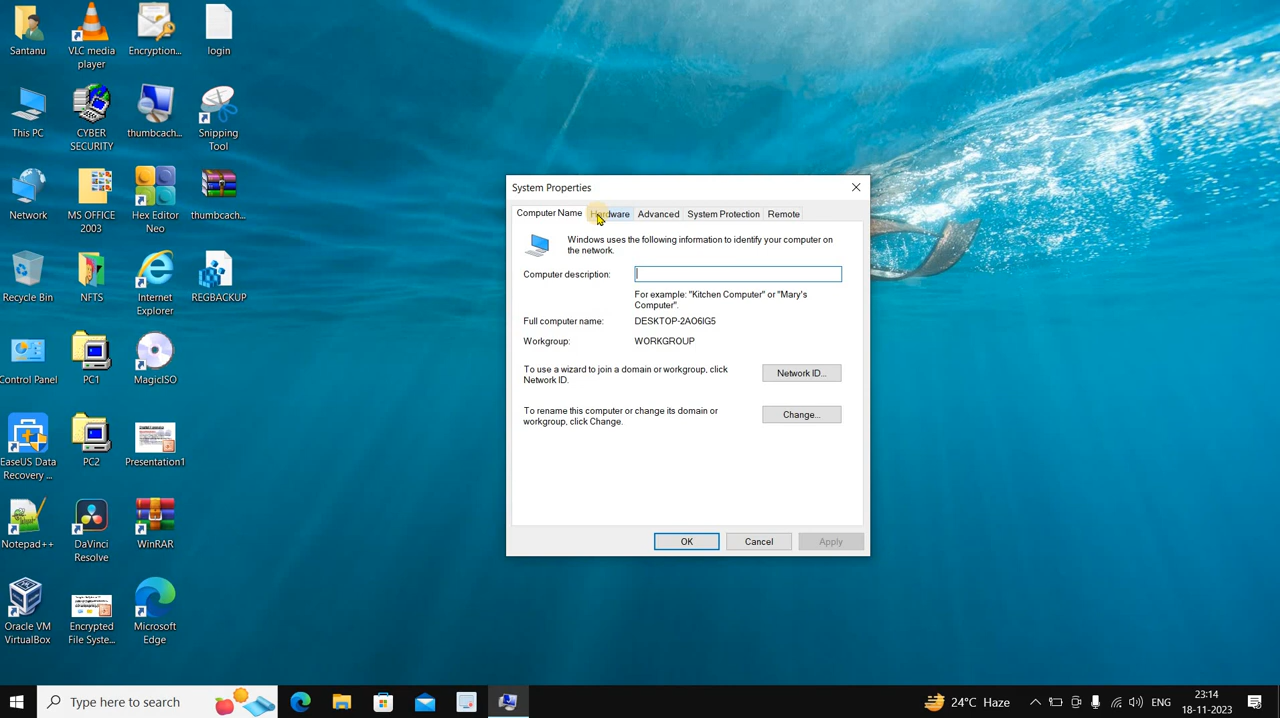 Santanu
VLC media
player
Encryption...
login
This PC
CYBER
SECURITY
thumbcach...
Snipping
Tool
Network
MS OFFICE
2003
Hex Editor
Neo
thumbcach...
Recycle Bin
NFTS
Internet
Explorer
REGBACKUP
Control Panel
PC1
MagicISO
EaseUS Data
Recovery ...
PC2
Presentation1
Notepad++
DaVinci
Resolve
WinRAR
Oracle VM
VirtualBox
Encrypted
File Syste...
Microsoft
Edge
System Properties
Computer Name Hardware Advanced System Protection Remote
Windows uses the following information to identify your computer on
the network.
Computer description:
For example: "Kitchen Computer" or "Mary's
Computer".
Full computer name: DESKTOP-2AO6IG5
Workgroup: WORKGROUP
To use a wizard to join a domain or workgroup, click
Network ID.
Network ID...
To rename this computer or change its domain or
workgroup, click Change.
Change...
OK Cancel Apply
Type here to search
24°C Haze
ENG
23:14
18-11-2023